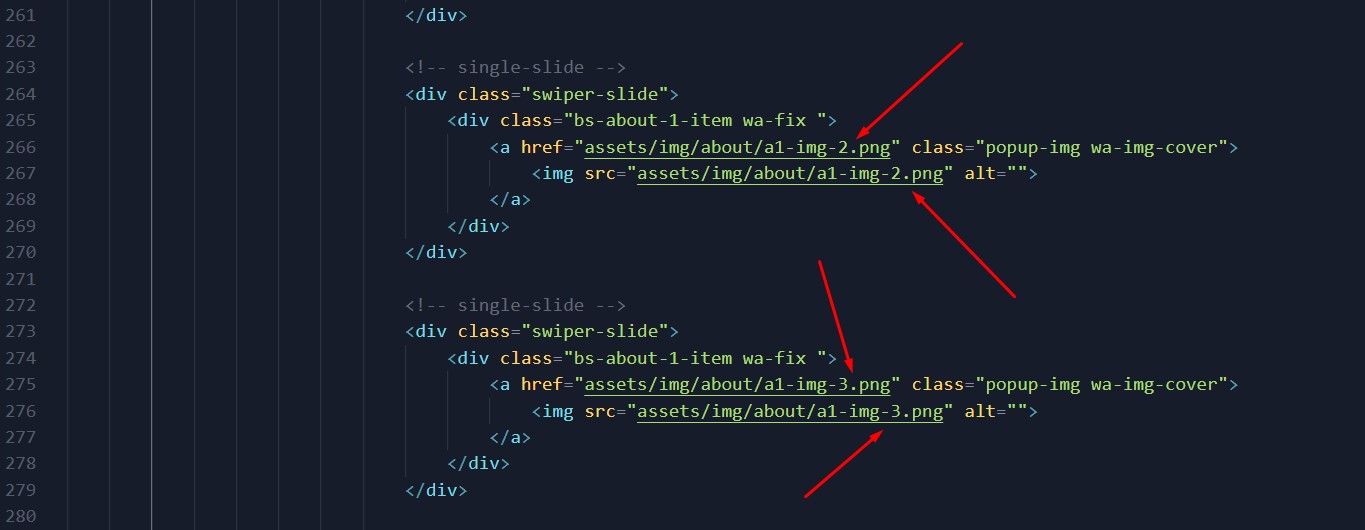 261 </div>
262
263 <!-- single-slide -->
264 <div class="swiper-slide">
265 <div class="bs-about-1-item wa-fix ">
266 <a href="assets/img/about/a1-img-2.png" class="popup-img wa-img-cover">
267 <img src="assets/img/about/a1-img-2.png" alt="">
268 </a>
269 </div>
270 </div>
271
272 <!-- single-slide -->
273 <div class="swiper-slide">
274 <div class="bs-about-1-item wa-fix ">
275 <a href="assets/img/about/a1-img-3.png" class="popup-img wa-img-cover">
276 <img src="assets/img/about/a1-img-3.png" alt="">
277 </a>
278 </div>
279 </div>
280